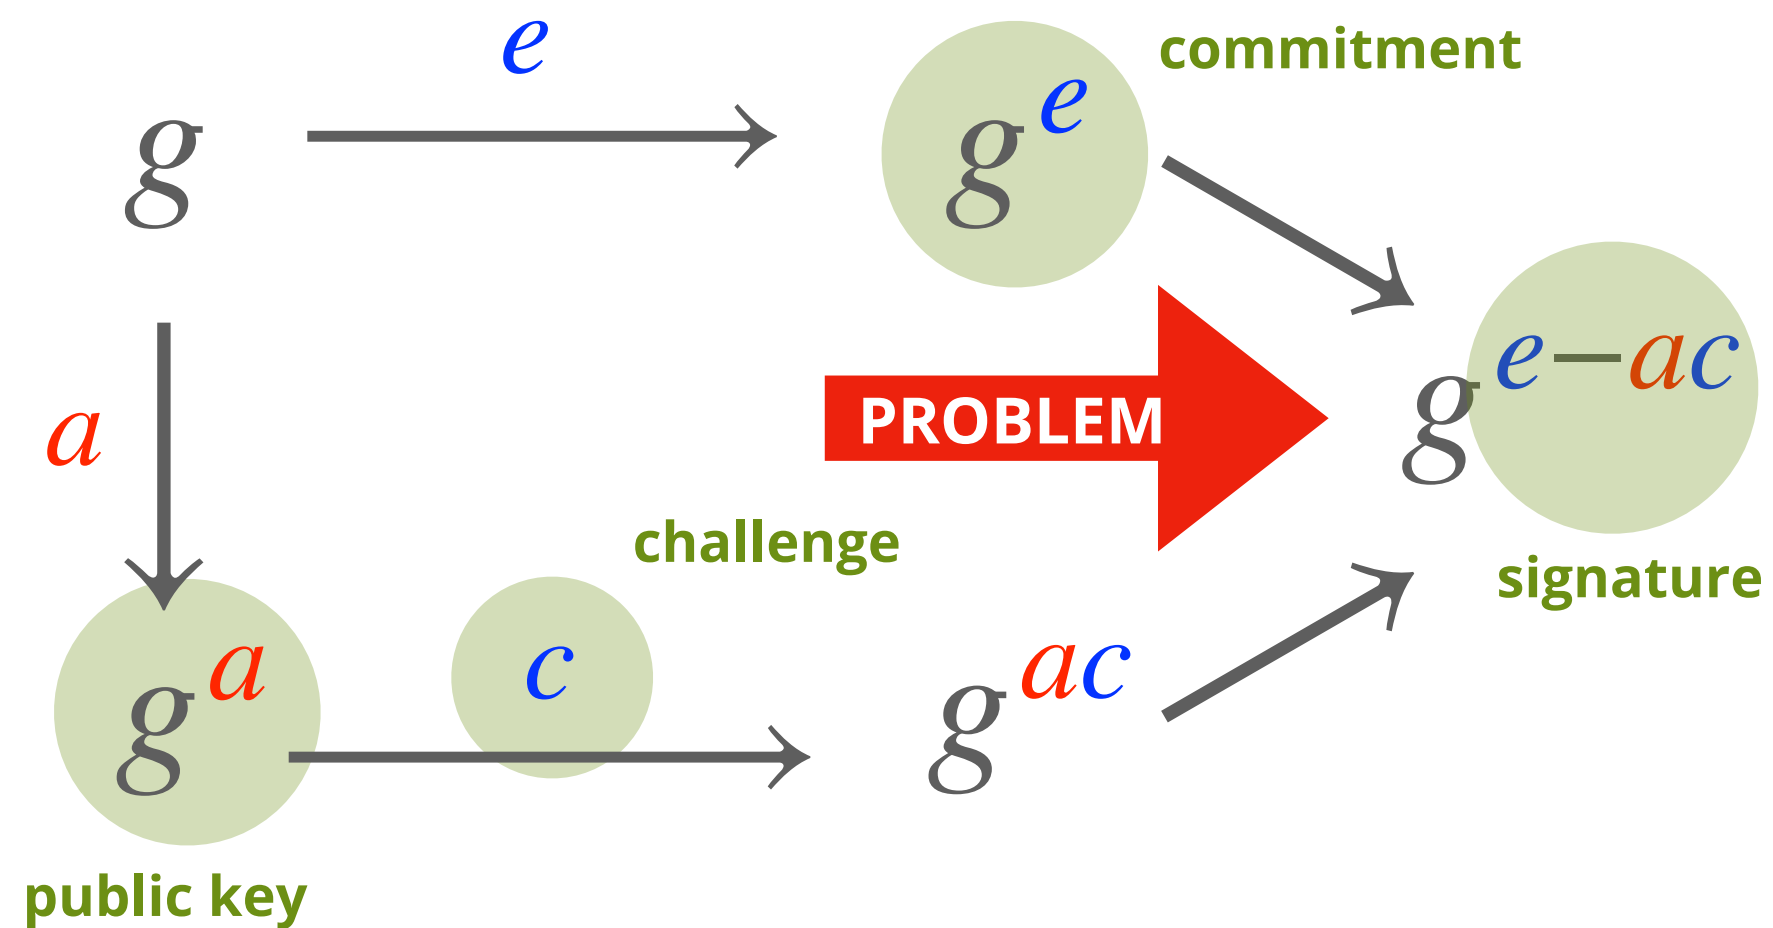 e
commitment
g
g^e
g^{e−ac}
a
PROBLEM
challenge
signature
g^a
c
g^{ac}
public key